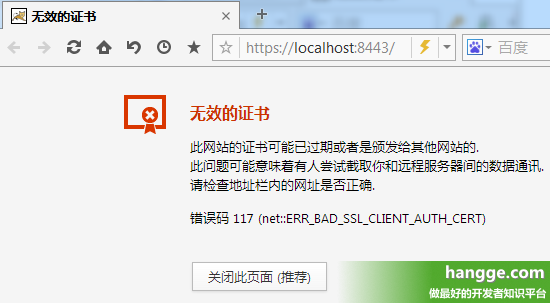 无效的证书
https://localhost:8443/
百度
无效的证书
此网站的证书可能已过期或者是颁发给其他网站的.
此问题可能意味着有人尝试截取你和远程服务器间的数据通讯.
请检查地址栏内的网址是否正确.
错误码 117 (net::ERR_BAD_SSL_CLIENT_AUTH_CERT)
关闭此页面 (推荐)
hangge.com
做最好的开发者知识平台